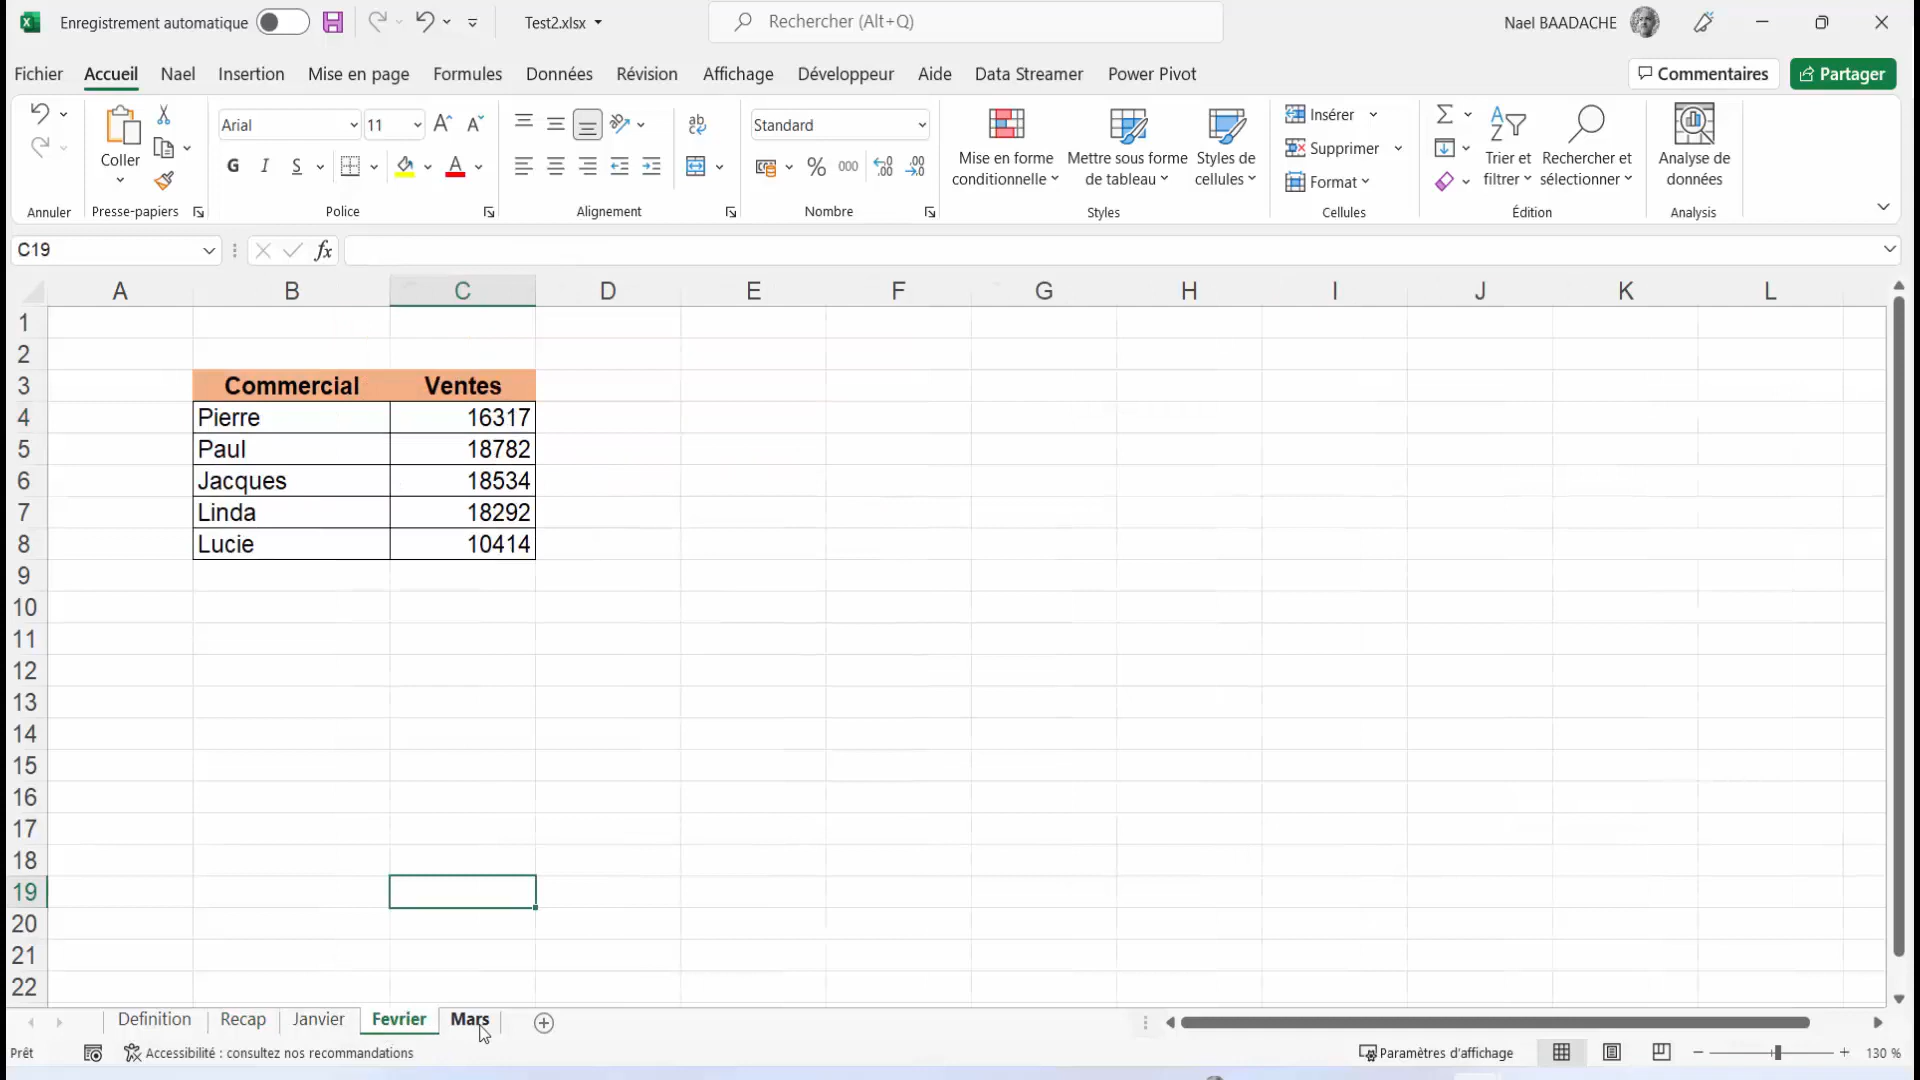 Enregistrement automatique
Test2.xlsx
Rechercher (Alt+Q)
Nael BAADACHE
Fichier Accueil Nael Insertion Mise en page Formules Données Révision Affichage Développeur Aide Data Streamer Power Pivot
Commentaires
Partager
Coller
Annuler
Presse-papiers
Arial
11
G I S
Police
Alignement
Standard
% 000
Nombre
Mise en forme
conditionnelle
Mettre sous forme
de tableau
Styles de
cellules
Styles
Insérer
Supprimer
Format
Cellules
Trier et
filtrer
Rechercher et
sélectionner
Édition
Analyse de
données
Analysis
C19
fx
A B C D E F G H I J K L
1
2
3 Commercial Ventes
4 Pierre 16317
5 Paul 18782
6 Jacques 18534
7 Linda 18292
8 Lucie 10414
9
10
11
12
13
14
15
16
17
18
19
20
21
22
Definition Recap Janvier Fevrier Mars
Prêt
Accessibilité : consultez nos recommandations
Paramètres d'affichage
130 %